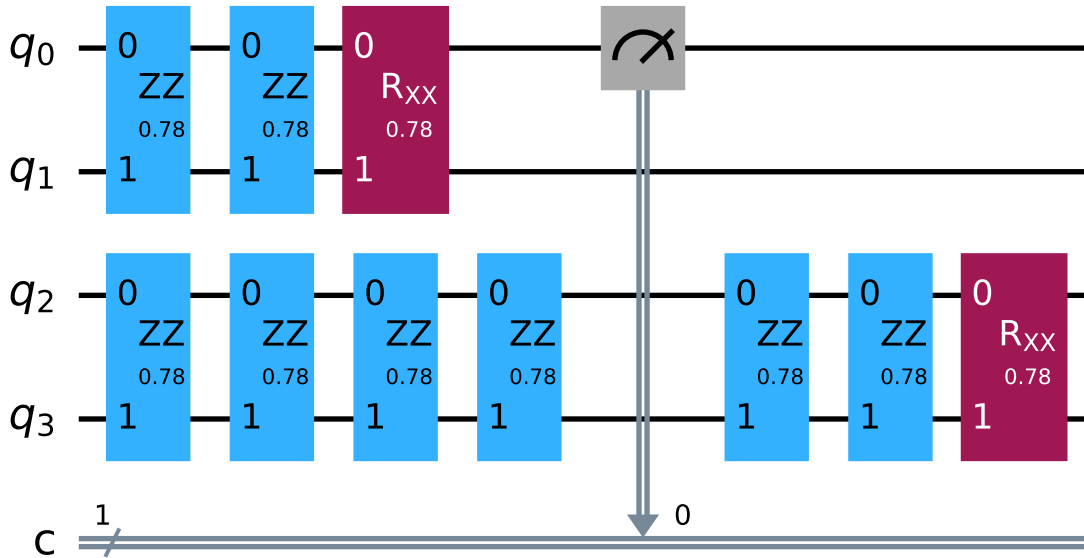 q0 0 0 0
ZZ ZZ RXX
0.78 0.78 0.78
q1 1 1 1
q2 0 0 0 0 0 0 0
ZZ ZZ ZZ ZZ ZZ ZZ RXX
0.78 0.78 0.78 0.78 0.78 0.78 0.78
q3 1 1 1 1 1 1 1
1 0
c